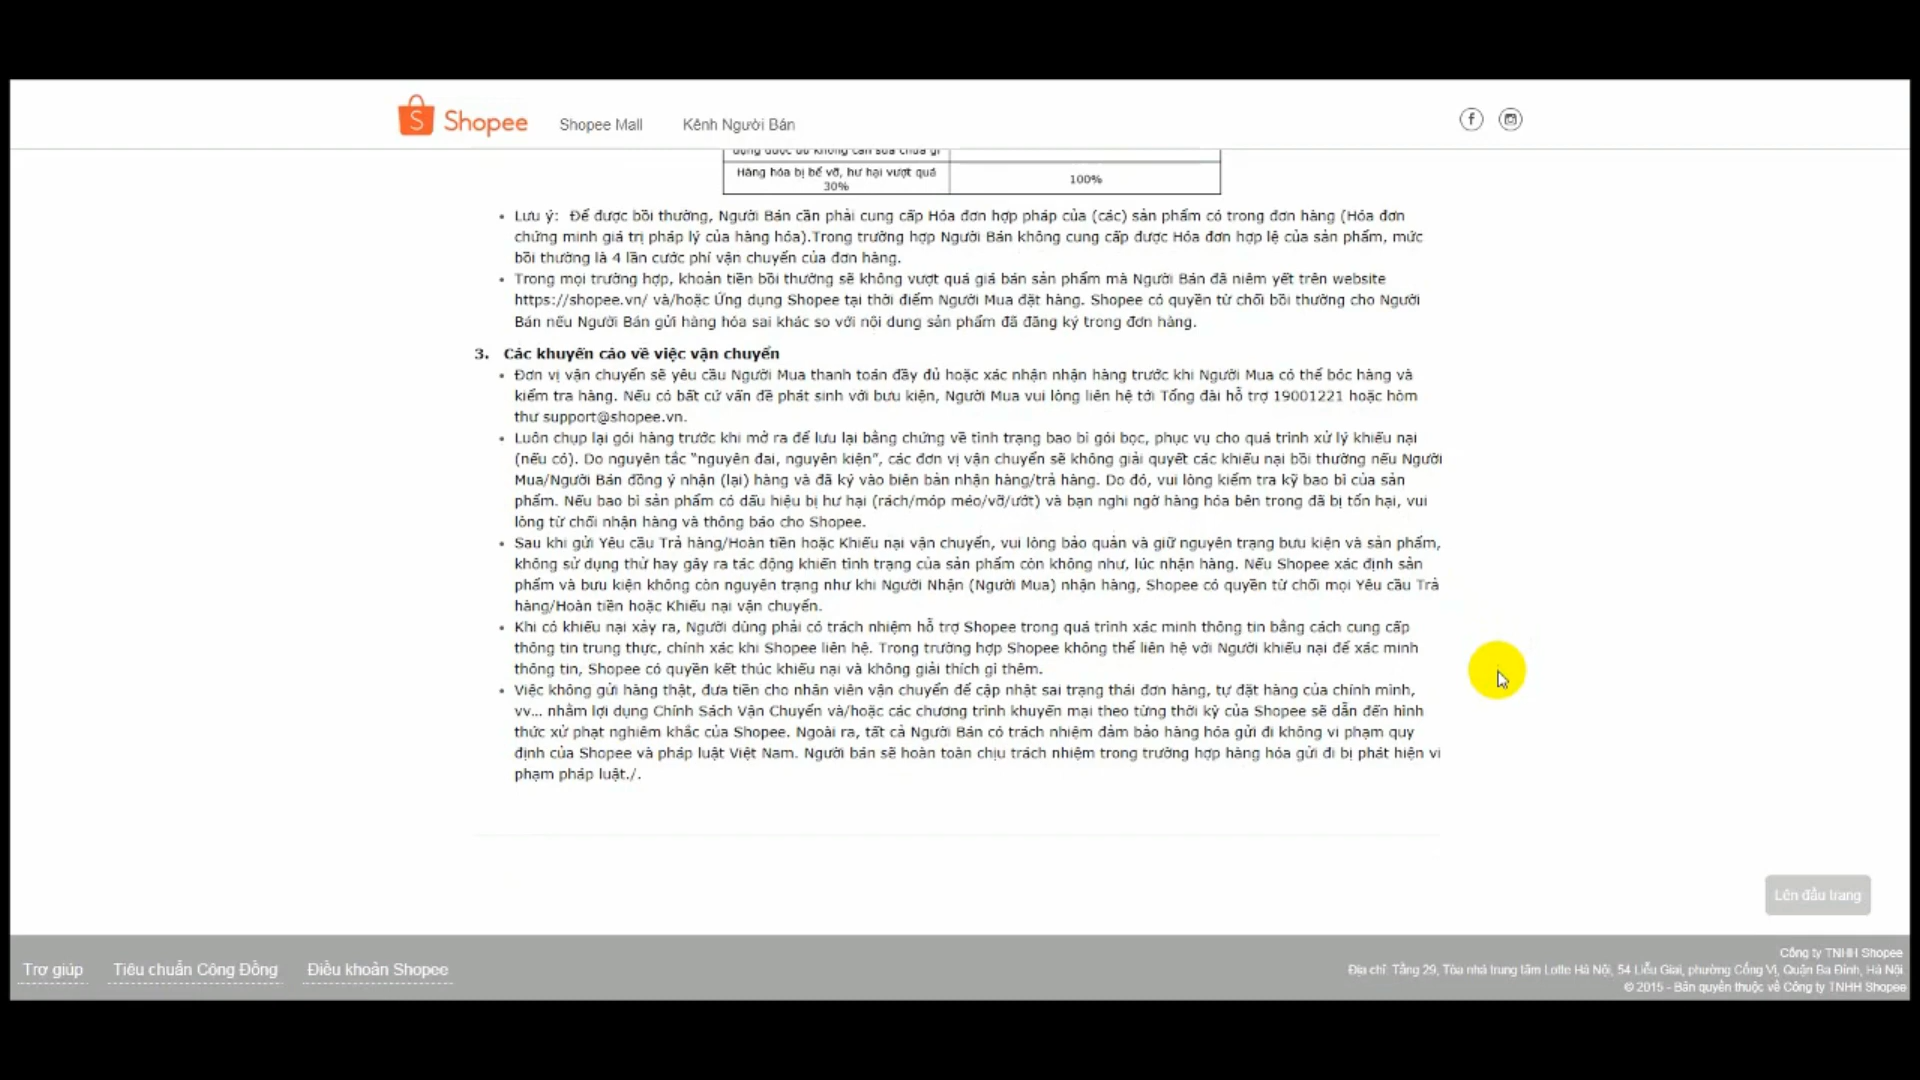 Shopee
Shopee Mall
Kênh Người Bán
dụng được dù không cần sửa chữa gì
Hàng hóa bị bể vỡ, hư hại vượt quá
30%
100%
Lưu ý:  Để được bồi thường, Người Bán cần phải cung cấp Hóa đơn hợp pháp của (các) sản phẩm có trong đơn hàng (Hóa đơn
chứng minh giá trị pháp lý của hàng hóa).Trong trường hợp Người Bán không cung cấp được Hóa đơn hợp lệ của sản phẩm, mức
bồi thường là 4 lần cước phí vận chuyển của đơn hàng.
Trong mọi trường hợp, khoản tiền bồi thường sẽ không vượt quá giá bán sản phẩm mà Người Bán đã niêm yết trên website
https://shopee.vn/ và/hoặc Ứng dụng Shopee tại thời điểm Người Mua đặt hàng. Shopee có quyền từ chối bồi thường cho Người
Bán nếu Người Bán gửi hàng hóa sai khác so với nội dung sản phẩm đã đăng ký trong đơn hàng.
3. Các khuyến cáo về việc vận chuyển
Đơn vị vận chuyển sẽ yêu cầu Người Mua thanh toán đầy đủ hoặc xác nhận nhận hàng trước khi Người Mua có thể bóc hàng và
kiểm tra hàng. Nếu có bất cứ vấn đề phát sinh với bưu kiện, Người Mua vui lòng liên hệ tới Tổng đài hỗ trợ 19001221 hoặc hòm
thư support@shopee.vn.
Luôn chụp lại gói hàng trước khi mở ra để lưu lại bằng chứng về tình trạng bao bì gói bọc, phục vụ cho quá trình xử lý khiếu nại
(nếu có). Do nguyên tắc “nguyên đai, nguyên kiện”, các đơn vị vận chuyển sẽ không giải quyết các khiếu nại bồi thường nếu Người
Mua/Người Bán đồng ý nhận (lại) hàng và đã ký vào biên bản nhận hàng/trả hàng. Do đó, vui lòng kiểm tra kỹ bao bì của sản
phẩm. Nếu bao bì sản phẩm có dấu hiệu bị hư hại (rách/móp méo/vỡ/ướt) và bạn nghi ngờ hàng hóa bên trong đã bị tổn hại, vui
lòng từ chối nhận hàng và thông báo cho Shopee.
Sau khi gửi Yêu cầu Trả hàng/Hoàn tiền hoặc Khiếu nại vận chuyển, vui lòng bảo quản và giữ nguyên trạng bưu kiện và sản phẩm,
không sử dụng thử hay gây ra tác động khiến tình trạng của sản phẩm còn không như, lúc nhận hàng. Nếu Shopee xác định sản
phẩm và bưu kiện không còn nguyên trạng như khi Người Nhận (Người Mua) nhận hàng, Shopee có quyền từ chối mọi Yêu cầu Trả
hàng/Hoàn tiền hoặc Khiếu nại vận chuyển.
Khi có khiếu nại xảy ra, Người dùng phải có trách nhiệm hỗ trợ Shopee trong quá trình xác minh thông tin bằng cách cung cấp
thông tin trung thực, chính xác khi Shopee liên hệ. Trong trường hợp Shopee không thể liên hệ với Người khiếu nại để xác minh
thông tin, Shopee có quyền kết thúc khiếu nại và không giải thích gì thêm.
Việc không gửi hàng thật, đưa tiền cho nhân viên vận chuyển để cập nhật sai trạng thái đơn hàng, tự đặt hàng của chính mình,
vv... nhằm lợi dụng Chính Sách Vận Chuyển và/hoặc các chương trình khuyến mại theo từng thời kỳ của Shopee sẽ dẫn đến hình
thức xử phạt nghiêm khắc của Shopee. Ngoài ra, tất cả Người Bán có trách nhiệm đảm bảo hàng hóa gửi đi không vi phạm quy
định của Shopee và pháp luật Việt Nam. Người bán sẽ hoàn toàn chịu trách nhiệm trong trường hợp hàng hóa gửi đi bị phát hiện vi
phạm pháp luật./.
Lên đầu trang
Trợ giúp
Tiêu chuẩn Cộng Đồng
Điều khoản Shopee
Công ty TNHH Shopee
Địa chỉ: Tầng 29, Tòa nhà trung tâm Lotte Hà Nội, 54 Liễu Giai, phường Cống Vị, Quận Ba Đình, Hà Nội
© 2015 - Bản quyền thuộc về Công ty TNHH Shopee